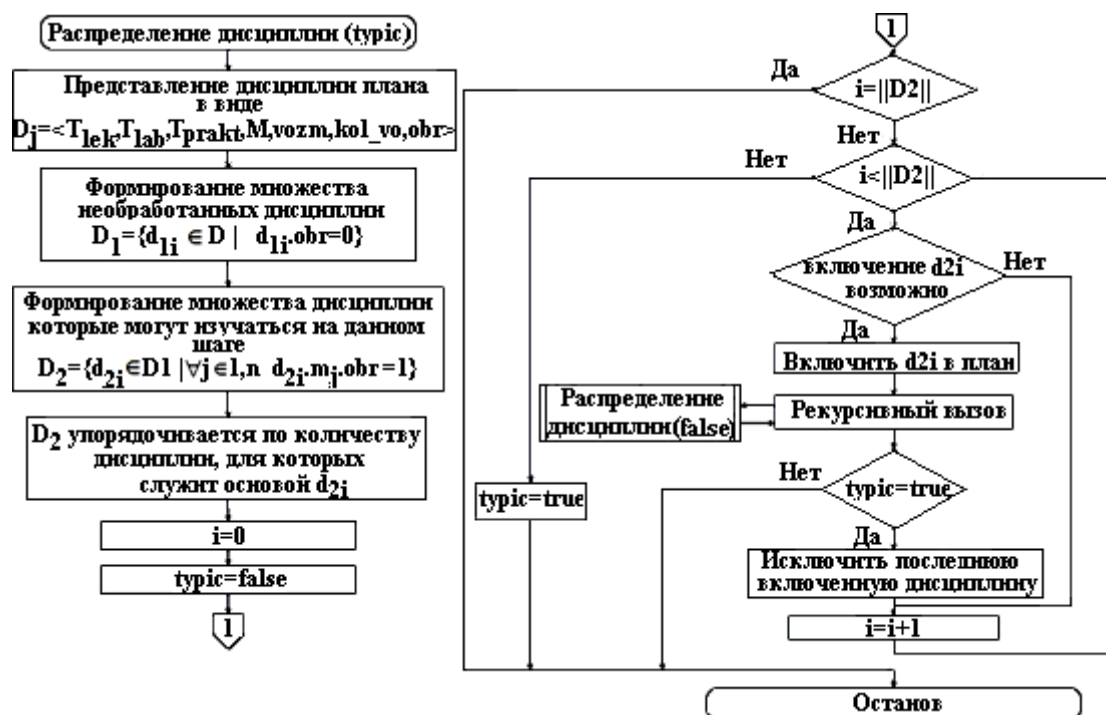 Распределение дисциплин (typic)
Представление дисциплин плана
в виде
Dj=<Tlek,Tlab,Tprakt,M,vozm,kol_vo,obr>
Формирование множества
необработанных дисциплин
D1={d1i ∈ D | d1i.obr=0}
Формирование множества дисциплин
которые могут изучаться на данном
шаге
D2={d2i∈D1 |∀j∈1,n d2i.mj.obr=1}
D2 упорядочивается по количеству
дисциплин, для которых
служит основой d2i
i=0
typic=false
1
1
Да
i=||D2||
Нет
Нет
i<||D2||
Да
включение d2i
возможно
Нет
Да
Включить d2i в план
Распределение
дисциплин(false)
Рекурсивный вызов
Нет
typic=true
typic=true
Да
Исключить последнюю
включенную дисциплину
i=i+1
Останов